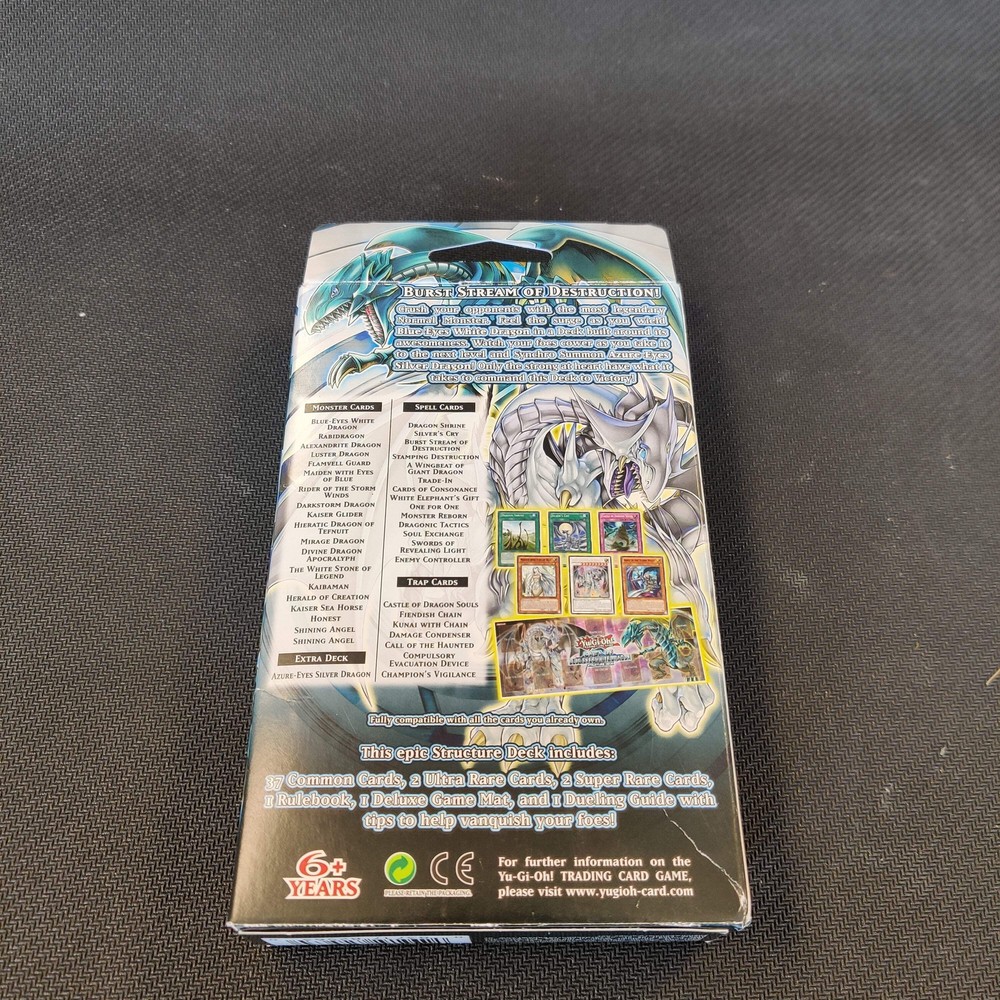 Burst Stream of Destruction!
Crush your opponents with the most legendary
Normal Monster. Feel the surge as you wield
Blue-Eyes White Dragon in a Deck built around its
awesomeness. Watch your foes cower as you take it
to the next level and Synchro Summon Azure-Eyes
Silver Dragon! Only the strong at heart have what it
takes to command this Deck to Victory!
Monster Cards
Blue-Eyes White
Dragon
Rabidragon
Alexandrite Dragon
Luster Dragon
Flamvell Guard
Maiden with Eyes
of Blue
Rider of the Storm
Winds
Darkstorm Dragon
Kaiser Glider
Hieratic Dragon of
Tefnuit
Mirage Dragon
Divine Dragon
Apocralyph
The White Stone of
Legend
Kaibaman
Herald of Creation
Kaiser Sea Horse
Honest
Shining Angel
Shining Angel
Extra Deck
Azure-Eyes Silver Dragon
Spell Cards
Dragon Shrine
Silver's Cry
Burst Stream of
Destruction
Stamping Destruction
A Wingbeat of
Giant Dragon
Trade-In
Cards of Consonance
White Elephant's Gift
One for One
Monster Reborn
Dragonic Tactics
Soul Exchange
Swords of
Revealing Light
Enemy Controller
Trap Cards
Castle of Dragon Souls
Fiendish Chain
Kunai with Chain
Damage Condenser
Call of the Haunted
Compulsory
Evacuation Device
Champion's Vigilance
Yu-Gi-Oh!
Fully compatible with all the cards you already own.
This epic Structure Deck includes:
37 Common Cards, 2 Ultra Rare Cards, 2 Super Rare Cards,
1 Rulebook, 1 Deluxe Game Mat, and 1 Dueling Guide with
tips to help vanquish your foes!
6+
YEARS
PLEASE RETAIN THE PACKAGING.
CE
For further information on the
Yu-Gi-Oh! TRADING CARD GAME,
please visit www.yugioh-card.com